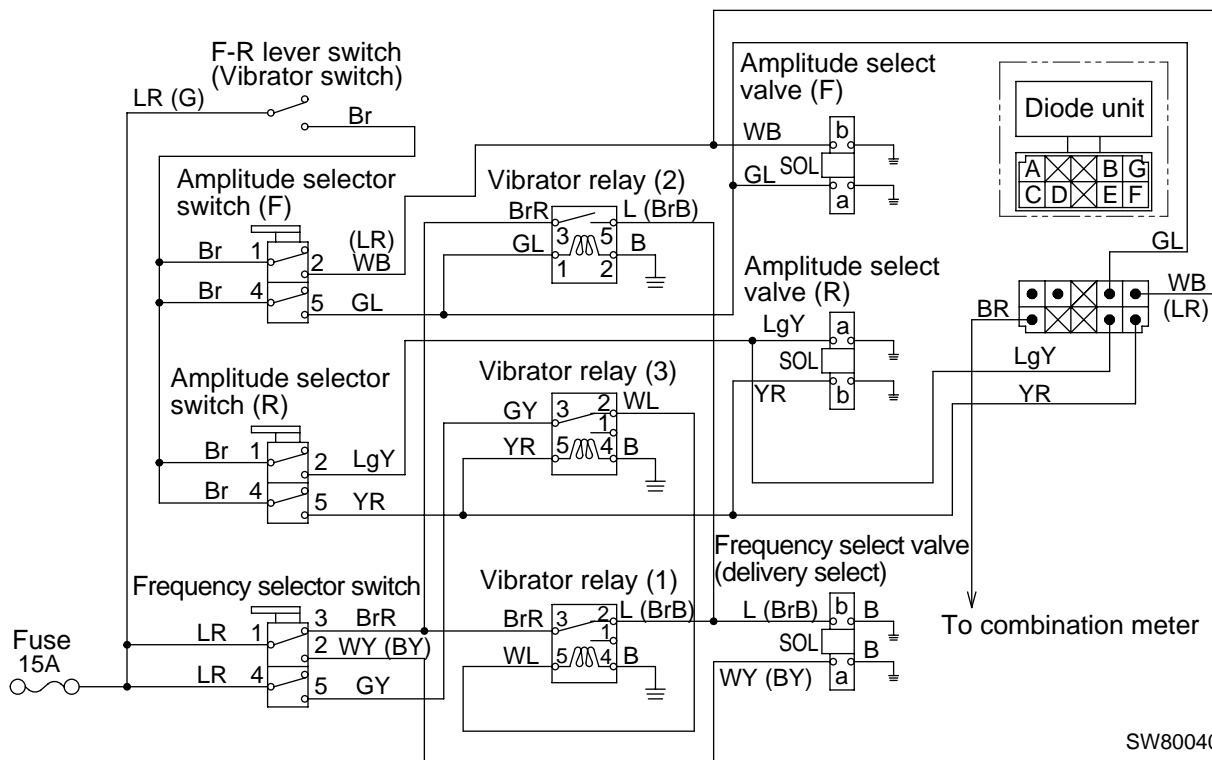 F-R lever switch
(Vibrator switch)
LR (G)
Br
Amplitude selector
switch (F)
Br 1
2
(LR)
WB
Br 4
5 GL
Amplitude selector
switch (R)
Br 1
2 LgY
Br 4
5 YR
Frequency selector switch
LR 1
3 BrR
2 WY (BY)
LR 4
5 GY
Fuse
15A
Vibrator relay (2)
BrR 3 5 L (BrB)
GL 1 2 B
Vibrator relay (3)
GY 3 2 WL
1
YR 5 4 B
Vibrator relay (1)
BrR 3 2 L (BrB)
1
WL 5 4 B
Amplitude select
valve (F)
WB b
SOL
GL a
Amplitude select
valve (R)
LgY a
SOL
YR b
Frequency select valve
(delivery select)
L (BrB) b B
SOL
WY (BY) a B
Diode unit
A B G
C D E F
GL
WB
(LR)
BR
LgY
YR
To combination meter
SW80040